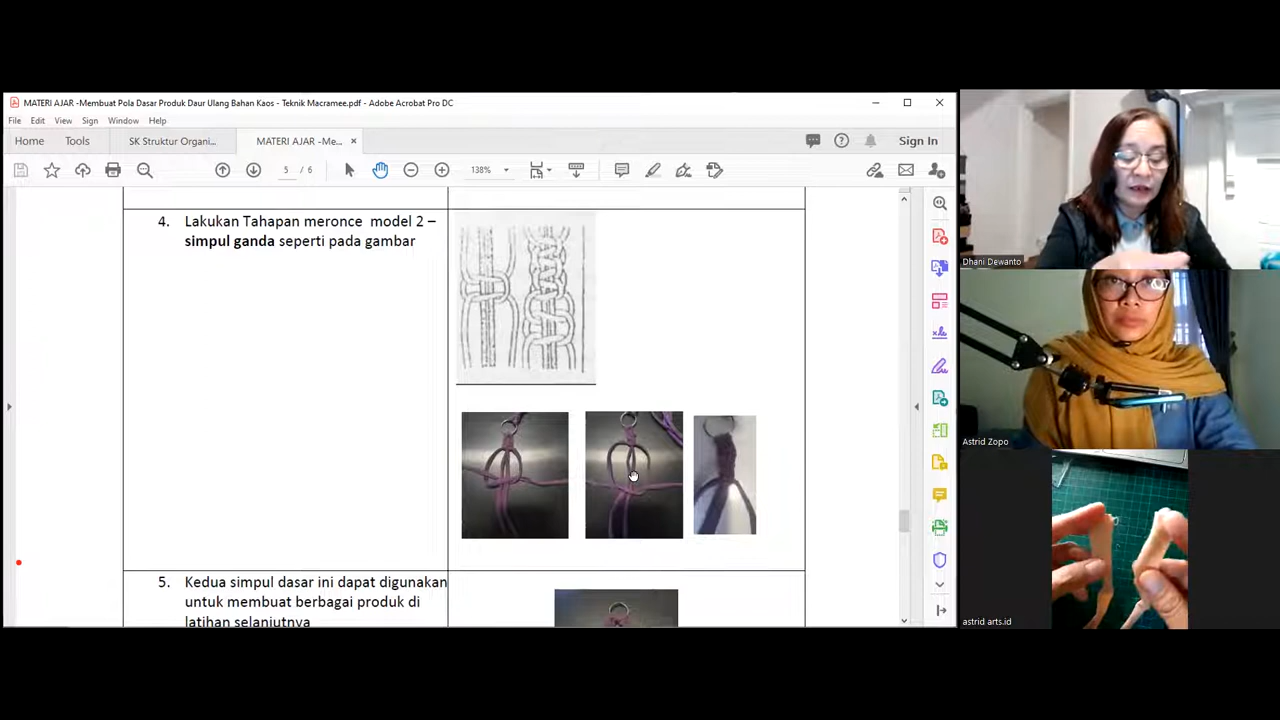 MATERI AJAR -Membuat Pola Dasar Produk Daur Ulang Bahan Kaos - Teknik Macramee.pdf - Adobe Acrobat Pro DC
File Edit View Sign Window Help
Home Tools SK Struktur Organi... MATERI AJAR -Me... × Sign In
5 / 6 138%
4. Lakukan Tahapan meronce model 2 –
simpul ganda seperti pada gambar
5. Kedua simpul dasar ini dapat digunakan
untuk membuat berbagai produk di
latihan selanjutnya
Dhani Dewanto
Astrid Zopo
astrid arts.id